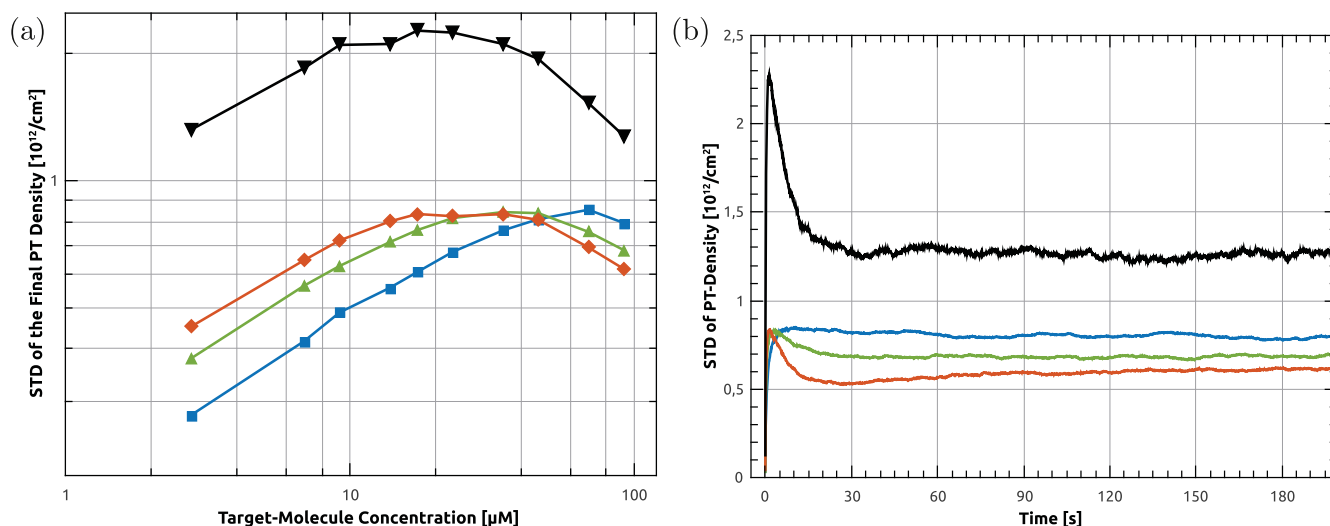 (a)
STD of the Final PT Density [10¹²/cm²]
1
1
10
100
Target-Molecule Concentration [µM]
(b)
STD of PT-Density [10¹²/cm²]
2,5
2
1,5
1
0,5
0
0
30
60
90
120
150
180
Time [s]